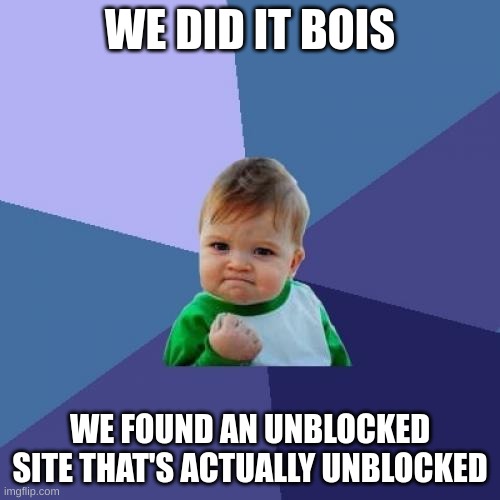 WE DID IT BOIS
WE FOUND AN UNBLOCKED
SITE THAT'S ACTUALLY UNBLOCKED
imgflip.com